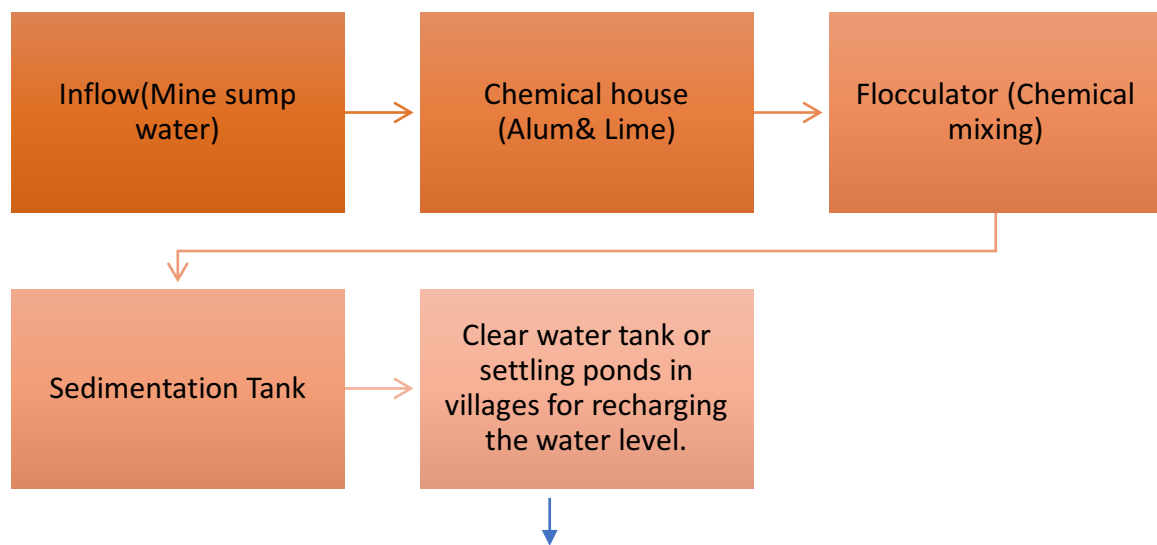 Inflow(Mine sump
water)
Chemical house
(Alum& Lime)
Flocculator (Chemical
mixing)
Sedimentation Tank
Clear water tank or
settling ponds in
villages for recharging
the water level.